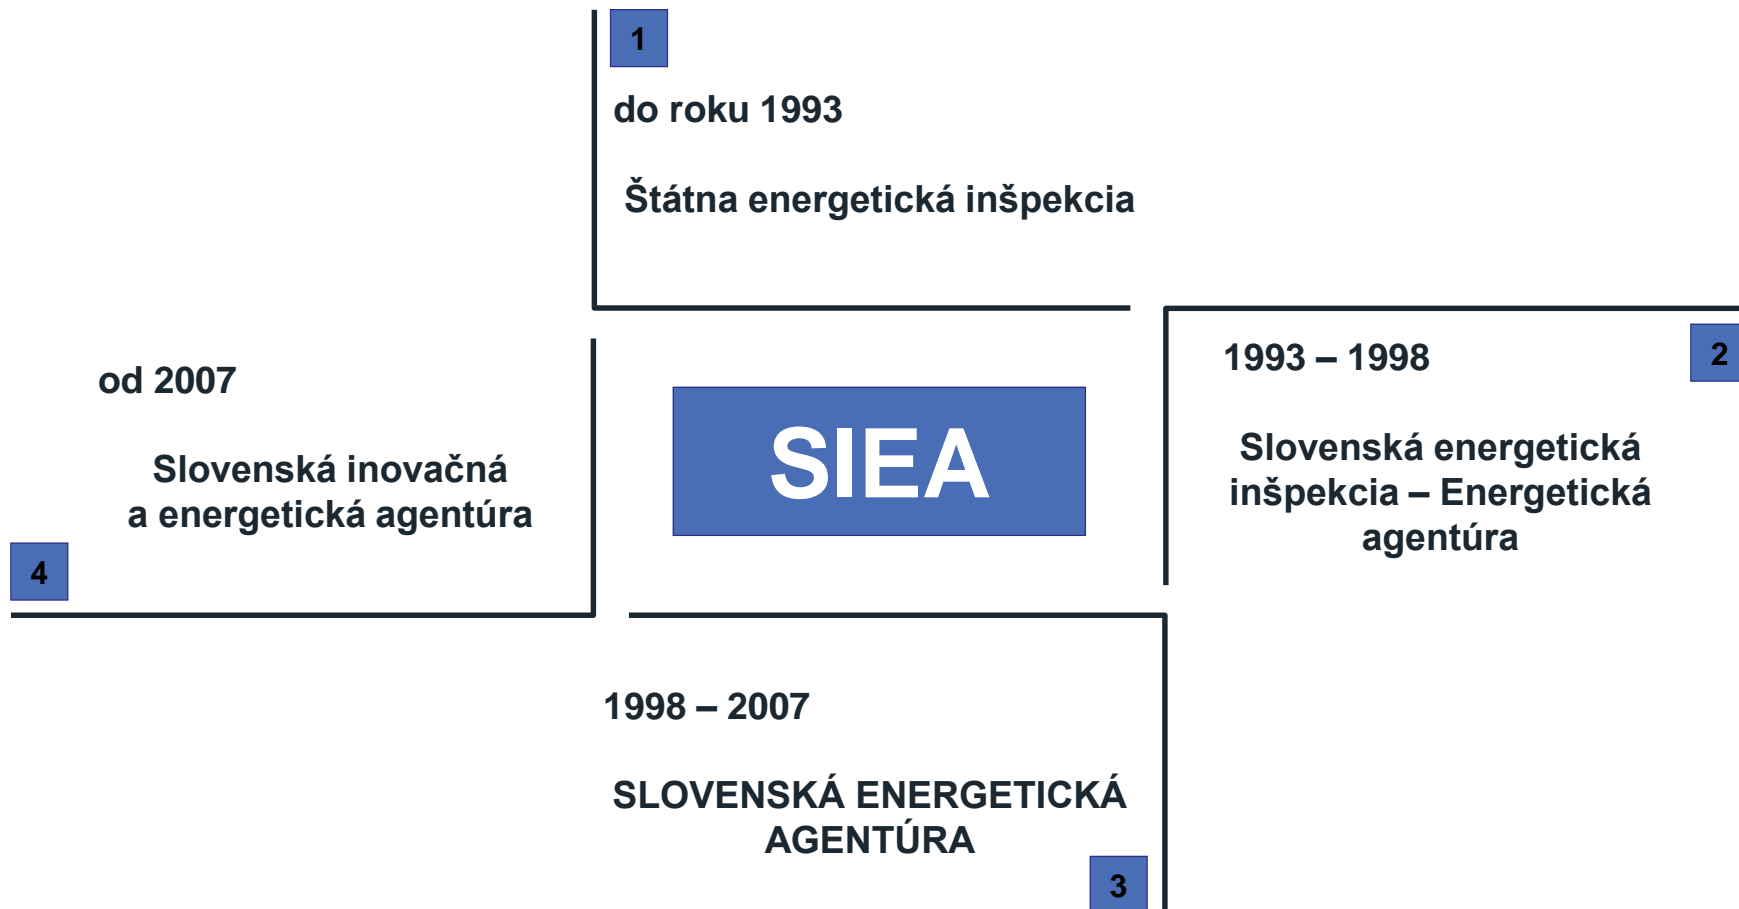 1
do roku 1993
Štátna energetická inšpekcia
2
1993 – 1998
Slovenská energetická
inšpekcia – Energetická
agentúra
SIEA
od 2007
Slovenská inovačná
a energetická agentúra
4
1998 – 2007
SLOVENSKÁ ENERGETICKÁ
AGENTÚRA
3